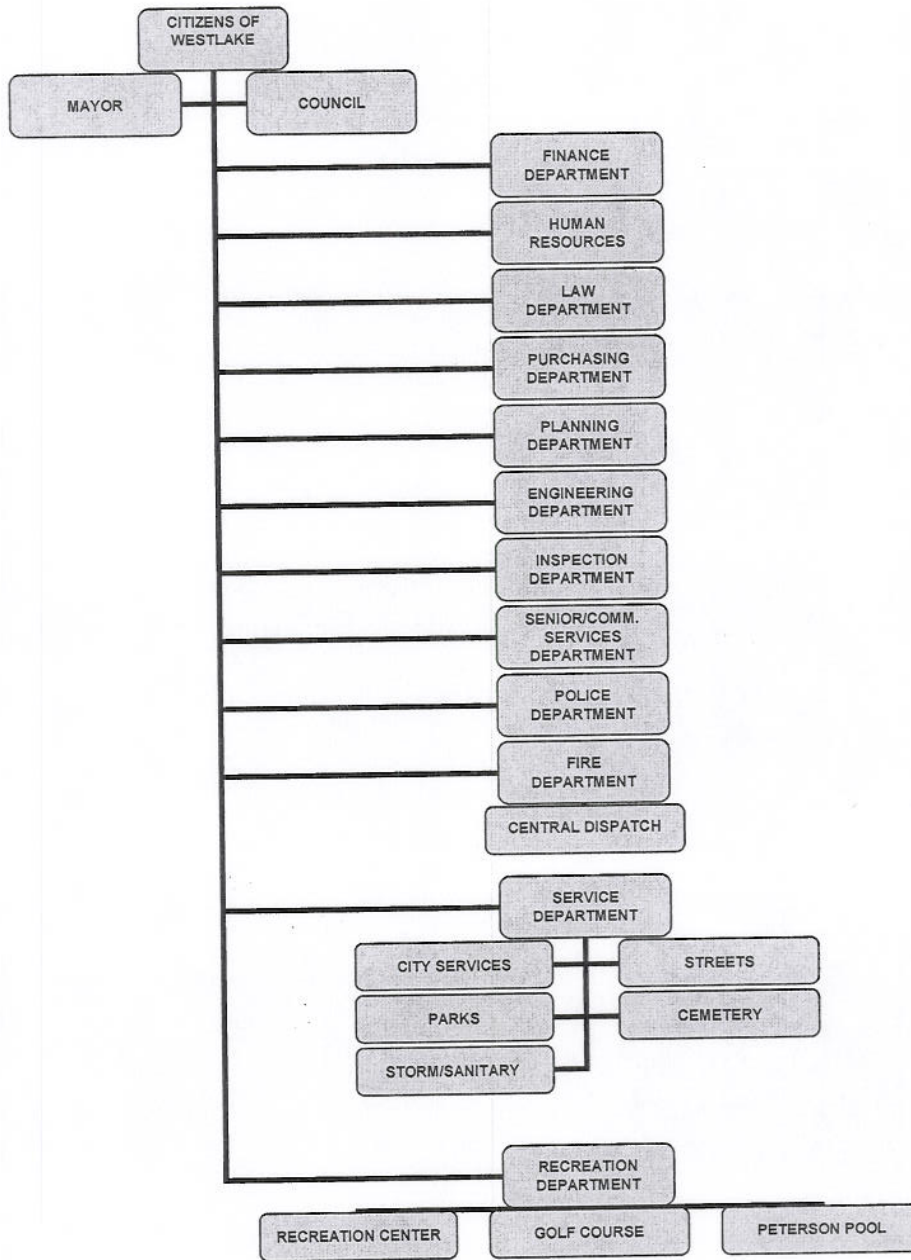 CITIZENS OF
WESTLAKE
MAYOR
COUNCIL
FINANCE
DEPARTMENT
HUMAN
RESOURCES
LAW
DEPARTMENT
PURCHASING
DEPARTMENT
PLANNING
DEPARTMENT
ENGINEERING
DEPARTMENT
INSPECTION
DEPARTMENT
SENIOR/COMM.
SERVICES
DEPARTMENT
POLICE
DEPARTMENT
FIRE
DEPARTMENT
CENTRAL DISPATCH
SERVICE
DEPARTMENT
CITY SERVICES
STREETS
PARKS
CEMETERY
STORM/SANITARY
RECREATION
DEPARTMENT
RECREATION CENTER
GOLF COURSE
PETERSON POOL